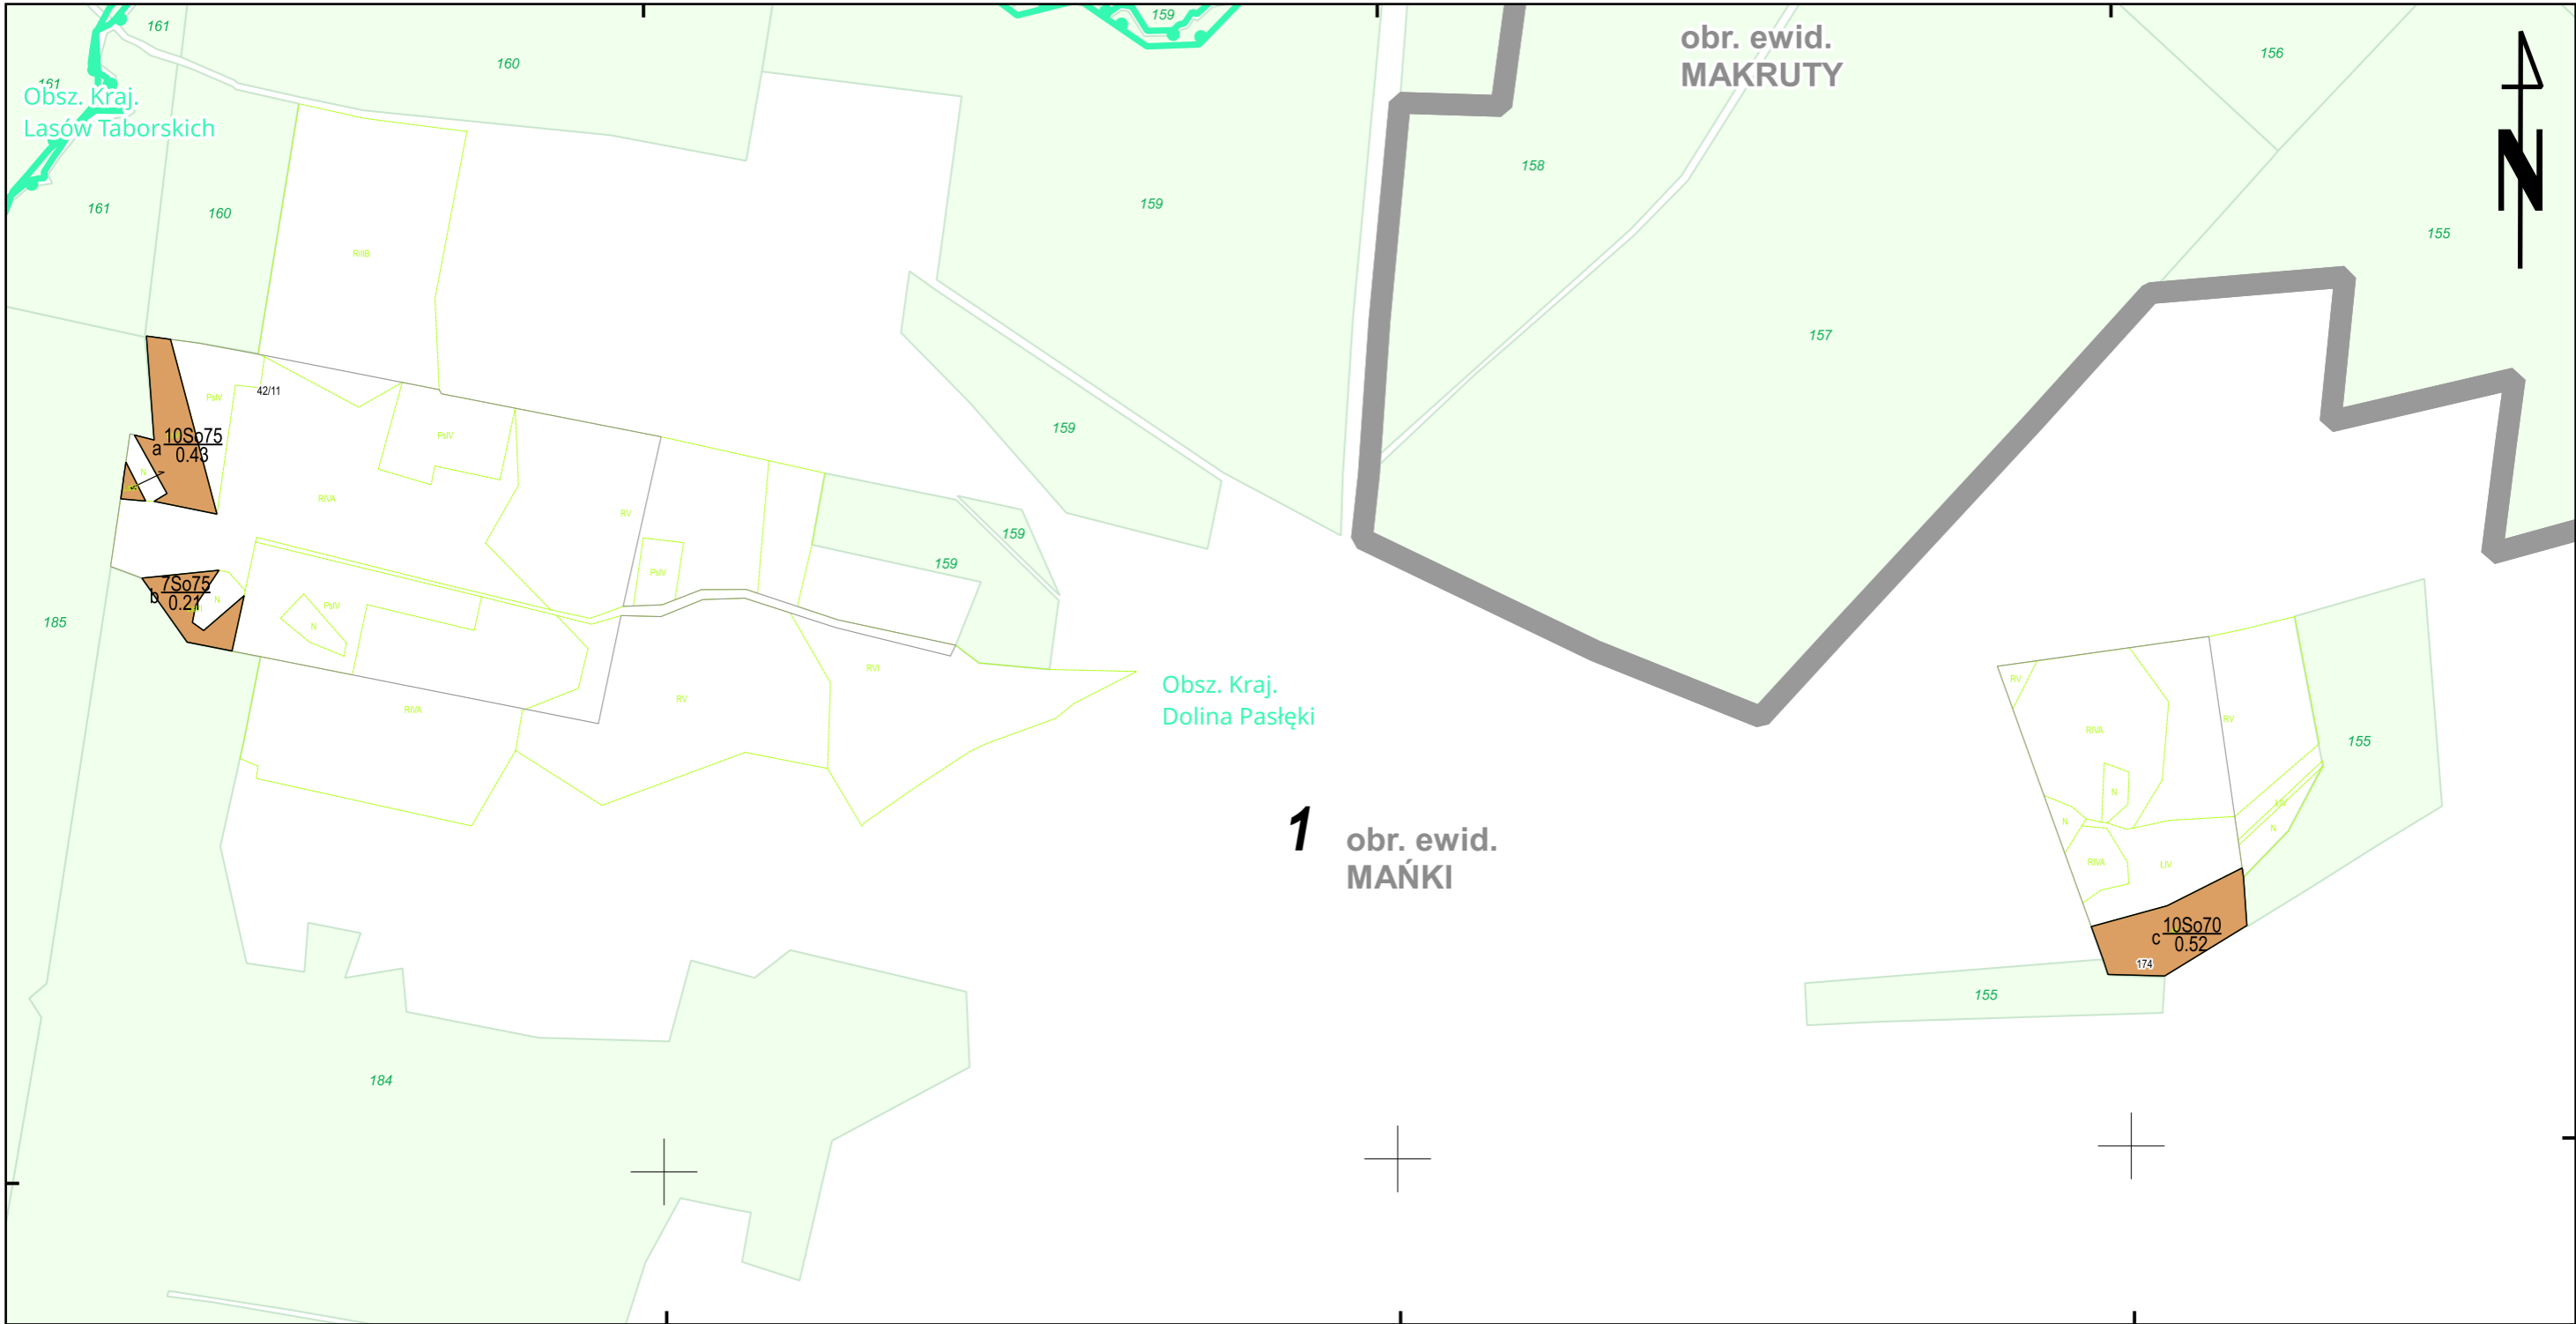 161
160
159
obr. ewid.
MAKRUTY
156
161
Obsz. Kraj.
Lasów Taborskich
158
N
161
160
159
155
RIIIB
157
42/11
PsIV
159
PsIV
a 10So75
0.43
N
RIVA
RV
159
159
PsIV
b 7So75
0.21
N
PsIV
N
185
RVI
RV
RIVA
Obsz. Kraj.
Dolina Pasłęki
RV
RIVA
RV
155
N
LIV
N
N
RIVA
LIV
1
obr. ewid.
MAŃKI
c 10So70
0.52
174
155
184